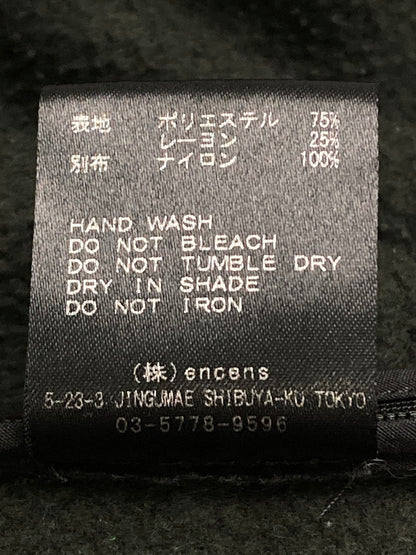 表地 ポリエステル 75%
レーヨン 25%
別布 ナイロン 100%
HAND WASH
DO NOT BLEACH
DO NOT TUMBLE DRY
DRY IN SHADE
DO NOT IRON
(株)encens
5-23-3 JINGUMAE SHIBUYA-KU TOKYO
03-5778-9596